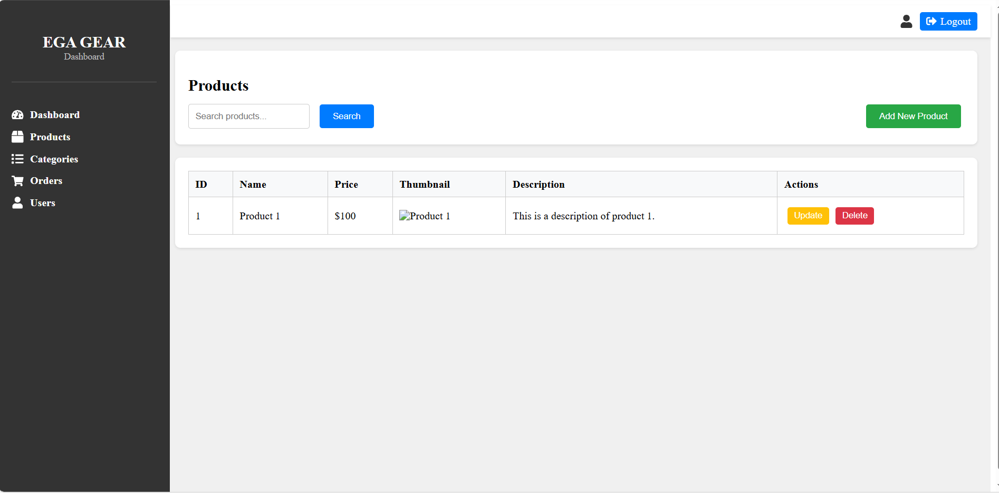 EGA GEAR
Dashboard
Dashboard
Products
Categories
Orders
Users
Logout
Products
Search products...
Search
Add New Product
ID Name Price Thumbnail Description Actions
1 Product 1 $100 Product 1 This is a description of product 1. Update Delete